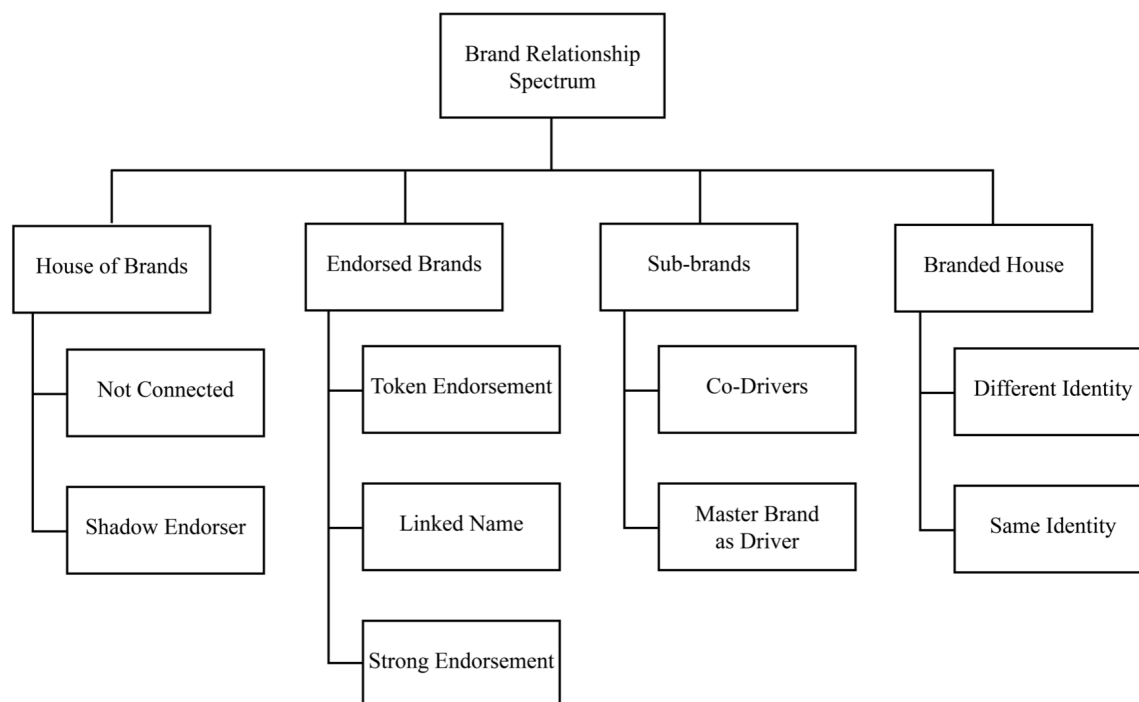 Brand Relationship
Spectrum
House of Brands
Endorsed Brands
Sub-brands
Branded House
Not Connected
Token Endorsement
Co-Drivers
Different Identity
Shadow Endorser
Linked Name
Master Brand
as Driver
Same Identity
Strong Endorsement